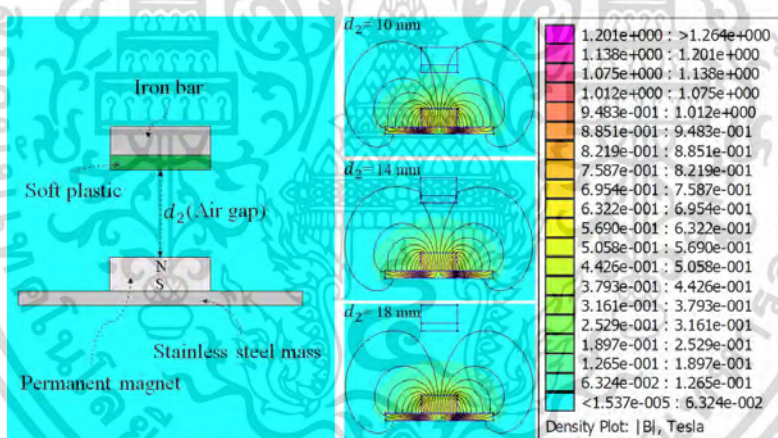 Iron bar
Soft plastic
d₂(Air gap)
N
S
Stainless steel mass
Permanent magnet
d₂= 10 mm
d₂= 14 mm
d₂= 18 mm
1.201e+000 : >1.264e+000
1.138e+000 : 1.201e+000
1.075e+000 : 1.138e+000
1.012e+000 : 1.075e+000
9.483e-001 : 1.012e+000
8.851e-001 : 9.483e-001
8.219e-001 : 8.851e-001
7.587e-001 : 8.219e-001
6.954e-001 : 7.587e-001
6.322e-001 : 6.954e-001
5.690e-001 : 6.322e-001
5.058e-001 : 5.690e-001
4.426e-001 : 5.058e-001
3.793e-001 : 4.426e-001
3.161e-001 : 3.793e-001
2.529e-001 : 3.161e-001
1.897e-001 : 2.529e-001
1.265e-001 : 1.897e-001
6.324e-002 : 1.265e-001
<1.537e-005 : 6.324e-002
Density Plot: |B|, Tesla